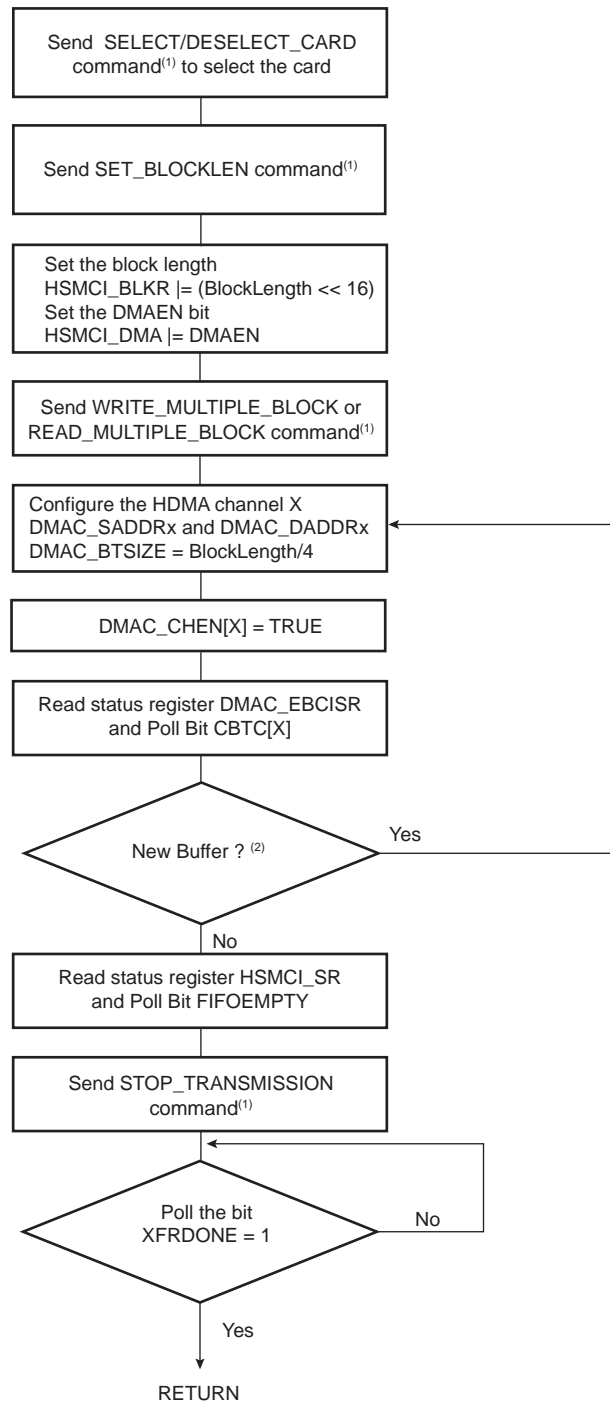 Send SELECT/DESELECT_CARD
command(1) to select the card
Send SET_BLOCKLEN command(1)
Set the block length
HSMCI_BLKR |= (BlockLength << 16)
Set the DMAEN bit
HSMCI_DMA |= DMAEN
Send WRITE_MULTIPLE_BLOCK or
READ_MULTIPLE_BLOCK command(1)
Configure the HDMA channel X
DMAC_SADDRx and DMAC_DADDRx
DMAC_BTSIZE = BlockLength/4
DMAC_CHEN[X] = TRUE
Read status register DMAC_EBCISR
and Poll Bit CBTC[X]
New Buffer ? (2)
Yes
No
Read status register HSMCI_SR
and Poll Bit FIFOEMPTY
Send STOP_TRANSMISSION
command(1)
Poll the bit
XFRDONE = 1
No
Yes
RETURN